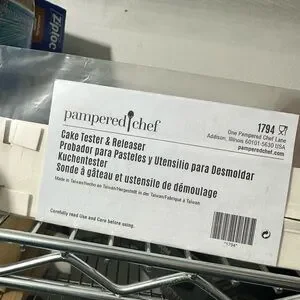 Ziploc
pampered chef
1794
One Pampered Chef Lane
Addison, Illinois 60101-5630 USA
pamperedchef.com
Cake Tester & Releaser
Probador para Pasteles y Utensilio para Desmoldar
Kuchentester
Sonde à gâteau et ustensile de démoulage
Made in Taiwan/Hecho en Taiwán/Hergestellt in der Taiwan/Fabriqué à Taiwan
Carefully read Use and Care before using.
*1794*